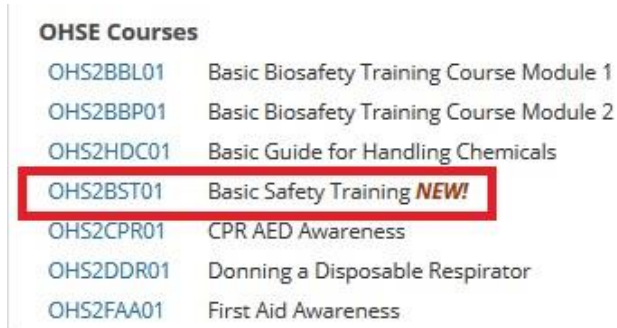 OHSE Courses
OHS2BBL01 Basic Biosafety Training Course Module 1
OHS2BBP01 Basic Biosafety Training Course Module 2
OHS2HDC01 Basic Guide for Handling Chemicals
OHS2BST01 Basic Safety Training NEW!
OHS2CPR01 CPR AED Awareness
OHS2DDR01 Donning a Disposable Respirator
OHS2FAA01 First Aid Awareness